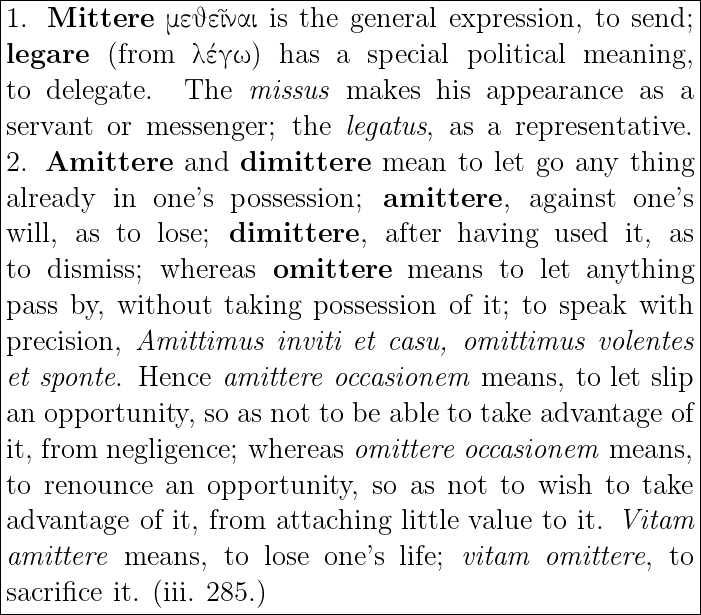 1. Mittere μεθεῖναι is the general expression, to send;
legare (from λέγω) has a special political meaning,
to delegate. The missus makes his appearance as a
servant or messenger; the legatus, as a representative.
2. Amittere and dimittere mean to let go any thing
already in one's possession; amittere, against one's
will, as to lose; dimittere, after having used it, as
to dismiss; whereas omittere means to let anything
pass by, without taking possession of it; to speak with
precision, Amittimus inviti et casu, omittimus volentes
et sponte. Hence amittere occasionem means, to let slip
an opportunity, so as not to be able to take advantage of
it, from negligence; whereas omittere occasionem means,
to renounce an opportunity, so as not to wish to take
advantage of it, from attaching little value to it. Vitam
amittere means, to lose one's life; vitam omittere, to
sacrifice it. (iii. 285.)